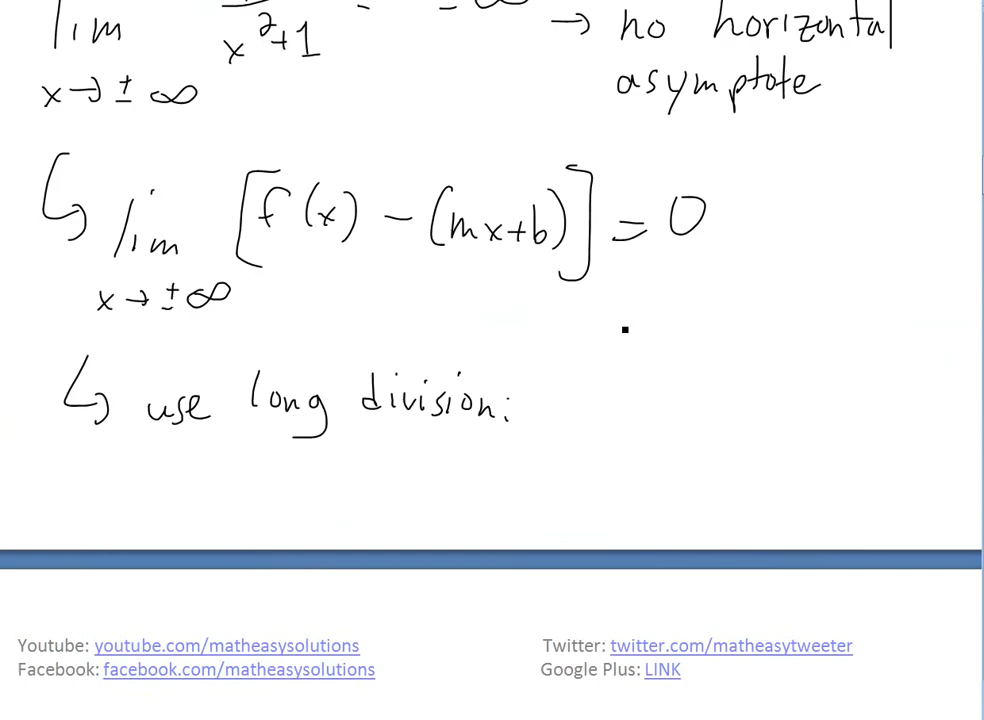 lim x²+1 = ±∞ → no horizontal
x→±∞ asymptote
↳ lim [f(x) - (mx+b)] = 0
x→±∞
↳ use long division:
Youtube: youtube.com/matheasysolutions Twitter: twitter.com/matheasytweeter
Facebook: facebook.com/matheasysolutions Google Plus: LINK